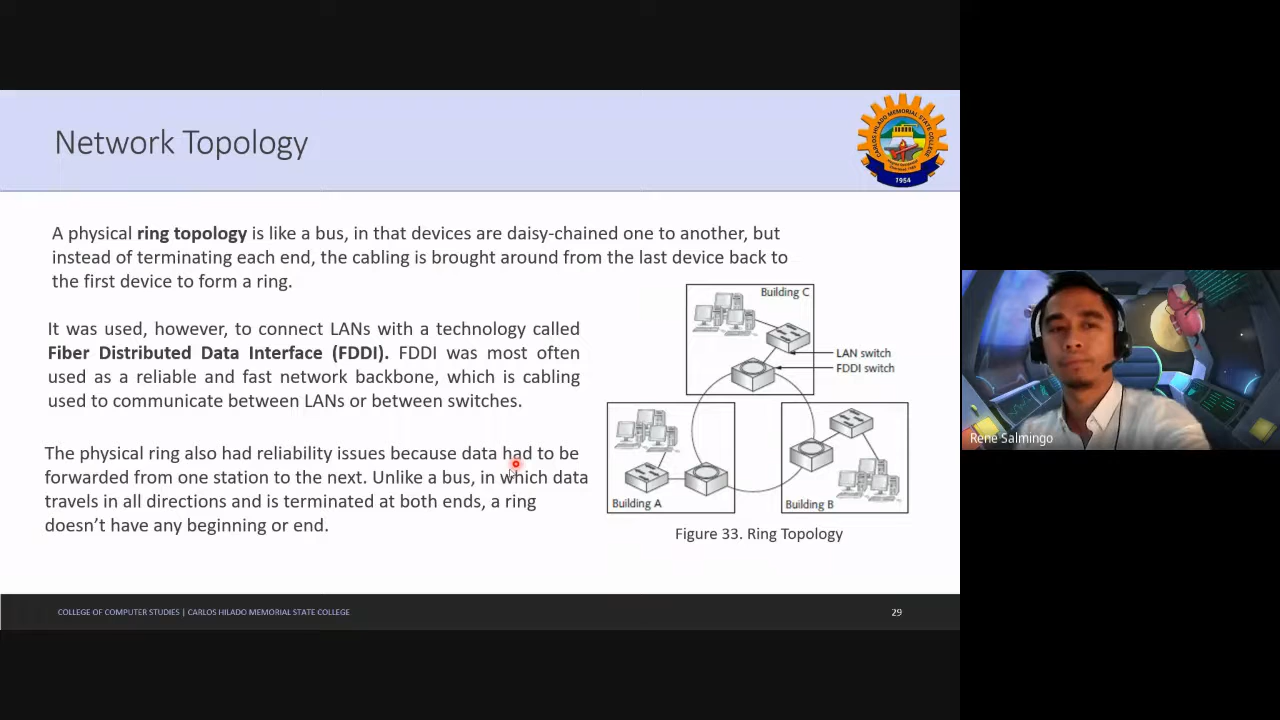 Network Topology
CARLOS HILADO MEMORIAL STATE COLLEGE
1954
A physical ring topology is like a bus, in that devices are daisy-chained one to another, but
instead of terminating each end, the cabling is brought around from the last device back to
the first device to form a ring.
It was used, however, to connect LANs with a technology called
Fiber Distributed Data Interface (FDDI). FDDI was most often
used as a reliable and fast network backbone, which is cabling
used to communicate between LANs or between switches.
The physical ring also had reliability issues because data had to be
forwarded from one station to the next. Unlike a bus, in which data
travels in all directions and is terminated at both ends, a ring
doesn't have any beginning or end.
Building C
LAN switch
FDDI switch
Building A
Building B
Figure 33. Ring Topology
COLLEGE OF COMPUTER STUDIES | CARLOS HILADO MEMORIAL STATE COLLEGE
29
Rene Salmingo